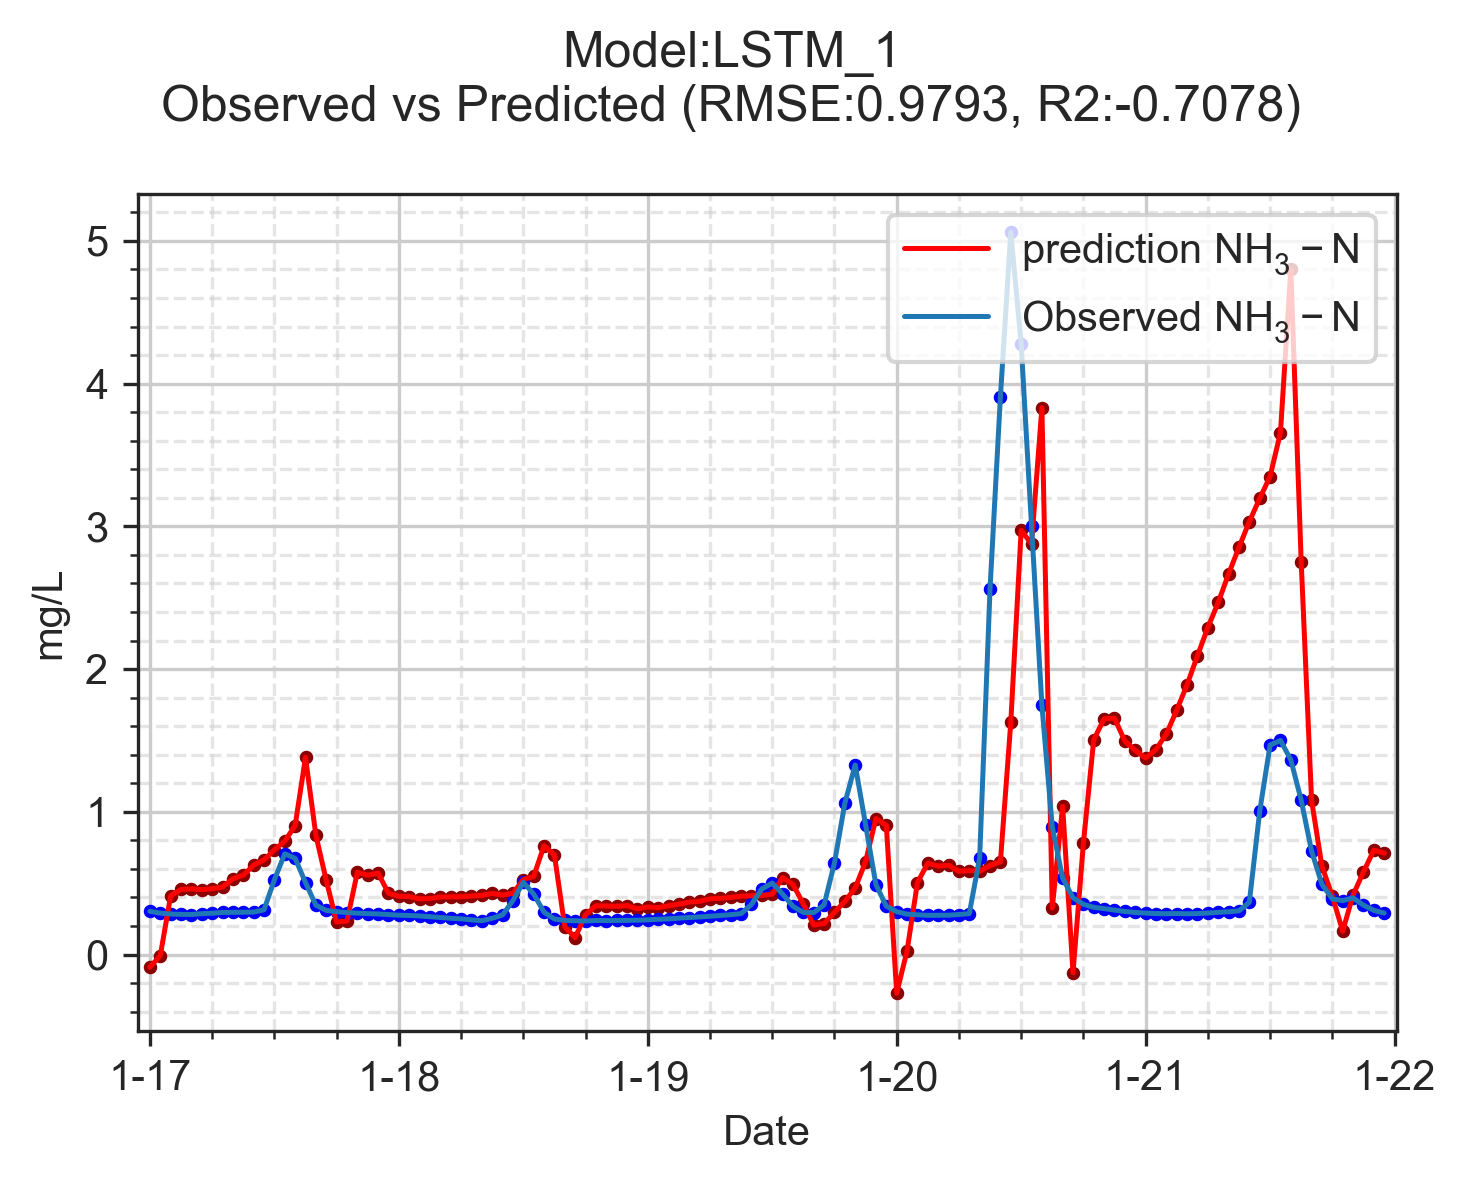 Model:LSTM_1
Observed vs Predicted (RMSE:0.9793, R2:-0.7078)
prediction NH₃ − N
Observed NH₃ − N
5
4
3
2
1
0
mg/L
1-17 1-18 1-19 1-20 1-21 1-22
Date